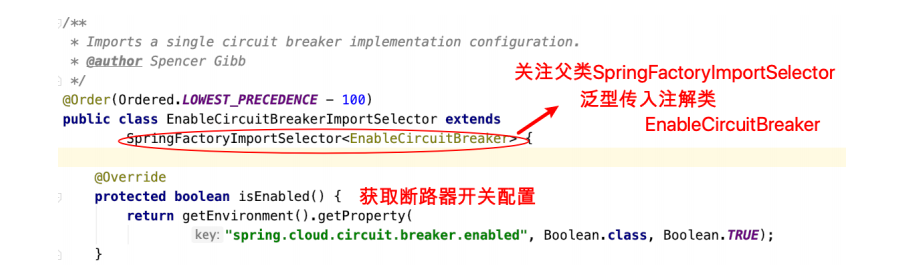 /**
* Imports a single circuit breaker implementation configuration.
* @author Spencer Gibb
*/
关注父类SpringFactoryImportSelector
泛型传入注解类
EnableCircuitBreaker
@Order(Ordered.LOWEST_PRECEDENCE - 100)
public class EnableCircuitBreakerImportSelector extends
SpringFactoryImportSelector<EnableCircuitBreaker> {
@Override
protected boolean isEnabled() { 获取断路器开关配置
return getEnvironment().getProperty(
key: "spring.cloud.circuit.breaker.enabled", Boolean.class, Boolean.TRUE);
}